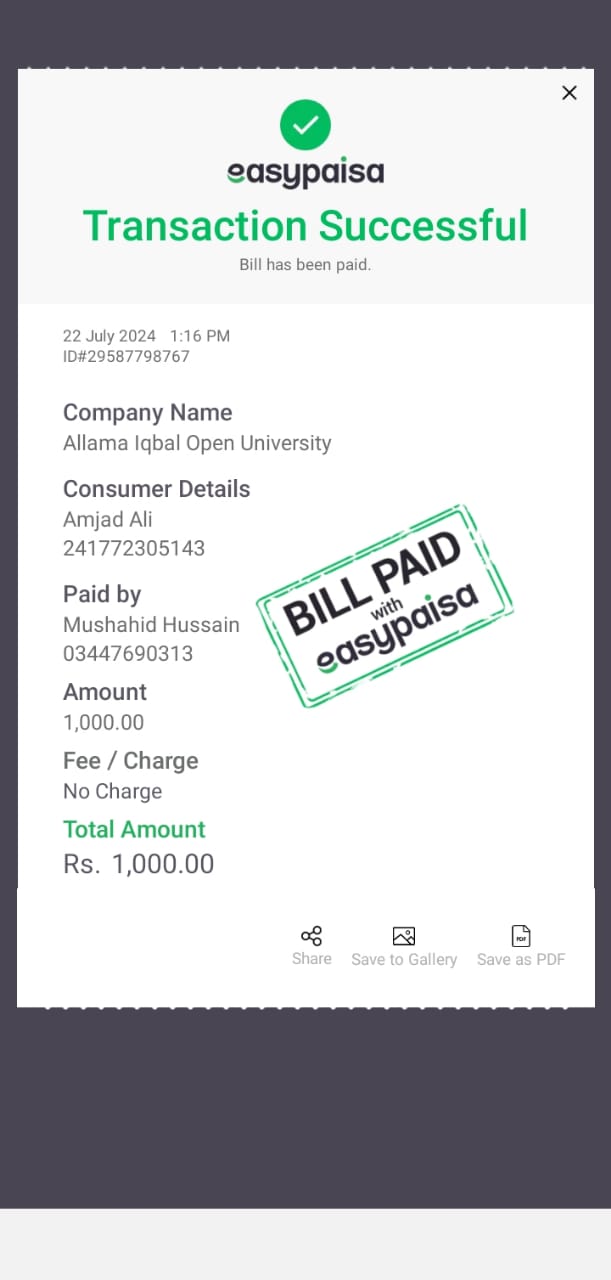 easypaisa
Transaction Successful
Bill has been paid.
22 July 2024 1:16 PM
ID#29587798767
Company Name
Allama Iqbal Open University
Consumer Details
Amjad Ali
241772305143
BILL PAID
with
easypaisa
Paid by
Mushahid Hussain
03447690313
Amount
1,000.00
Fee / Charge
No Charge
Total Amount
Rs. 1,000.00
Share
Save to Gallery
PDF
Save as PDF